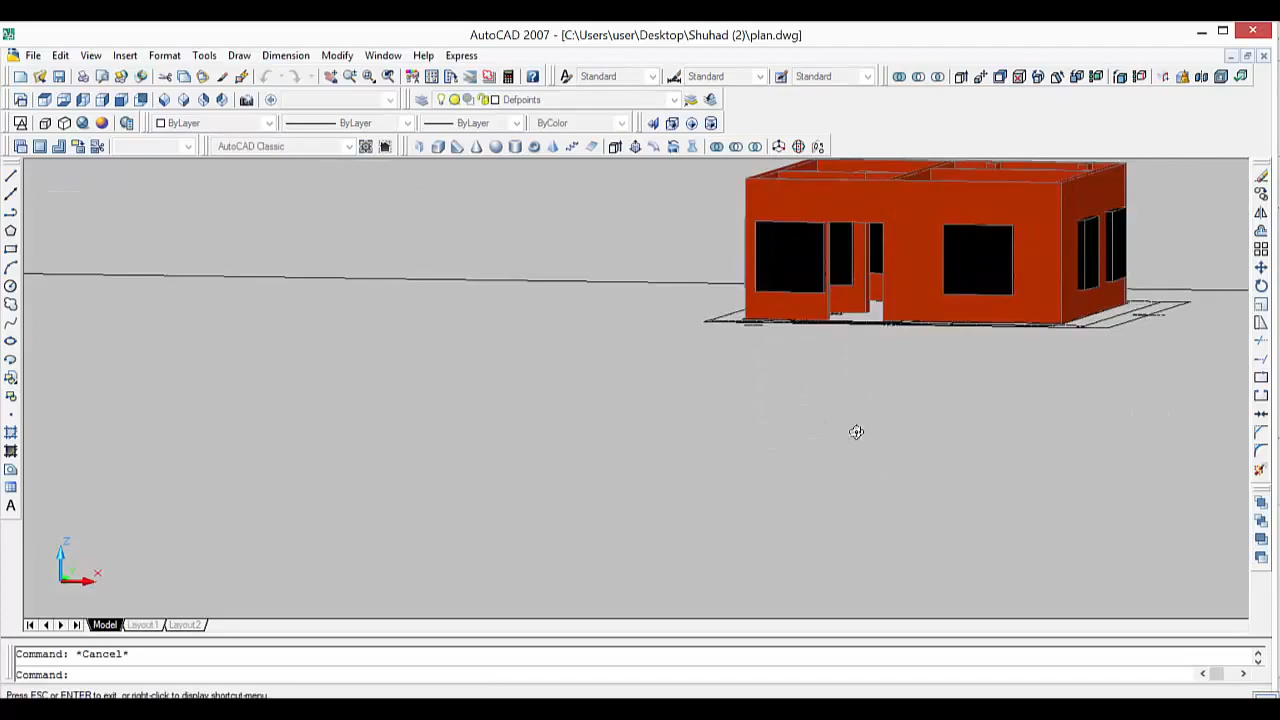 AutoCAD 2007 - [C:\Users\user\Desktop\Shuhad (2)\plan.dwg]
File Edit View Insert Format Tools Draw Dimension Modify Window Help Express
Standard Standard Standard
Defpoints
ByLayer ByLayer ByLayer ByColor
AutoCAD Classic
A
Z
Y
X
Model Layout1 Layout2
Command: *Cancel*
Command:
Press ESC or ENTER to exit, or right-click to display shortcut-menu.